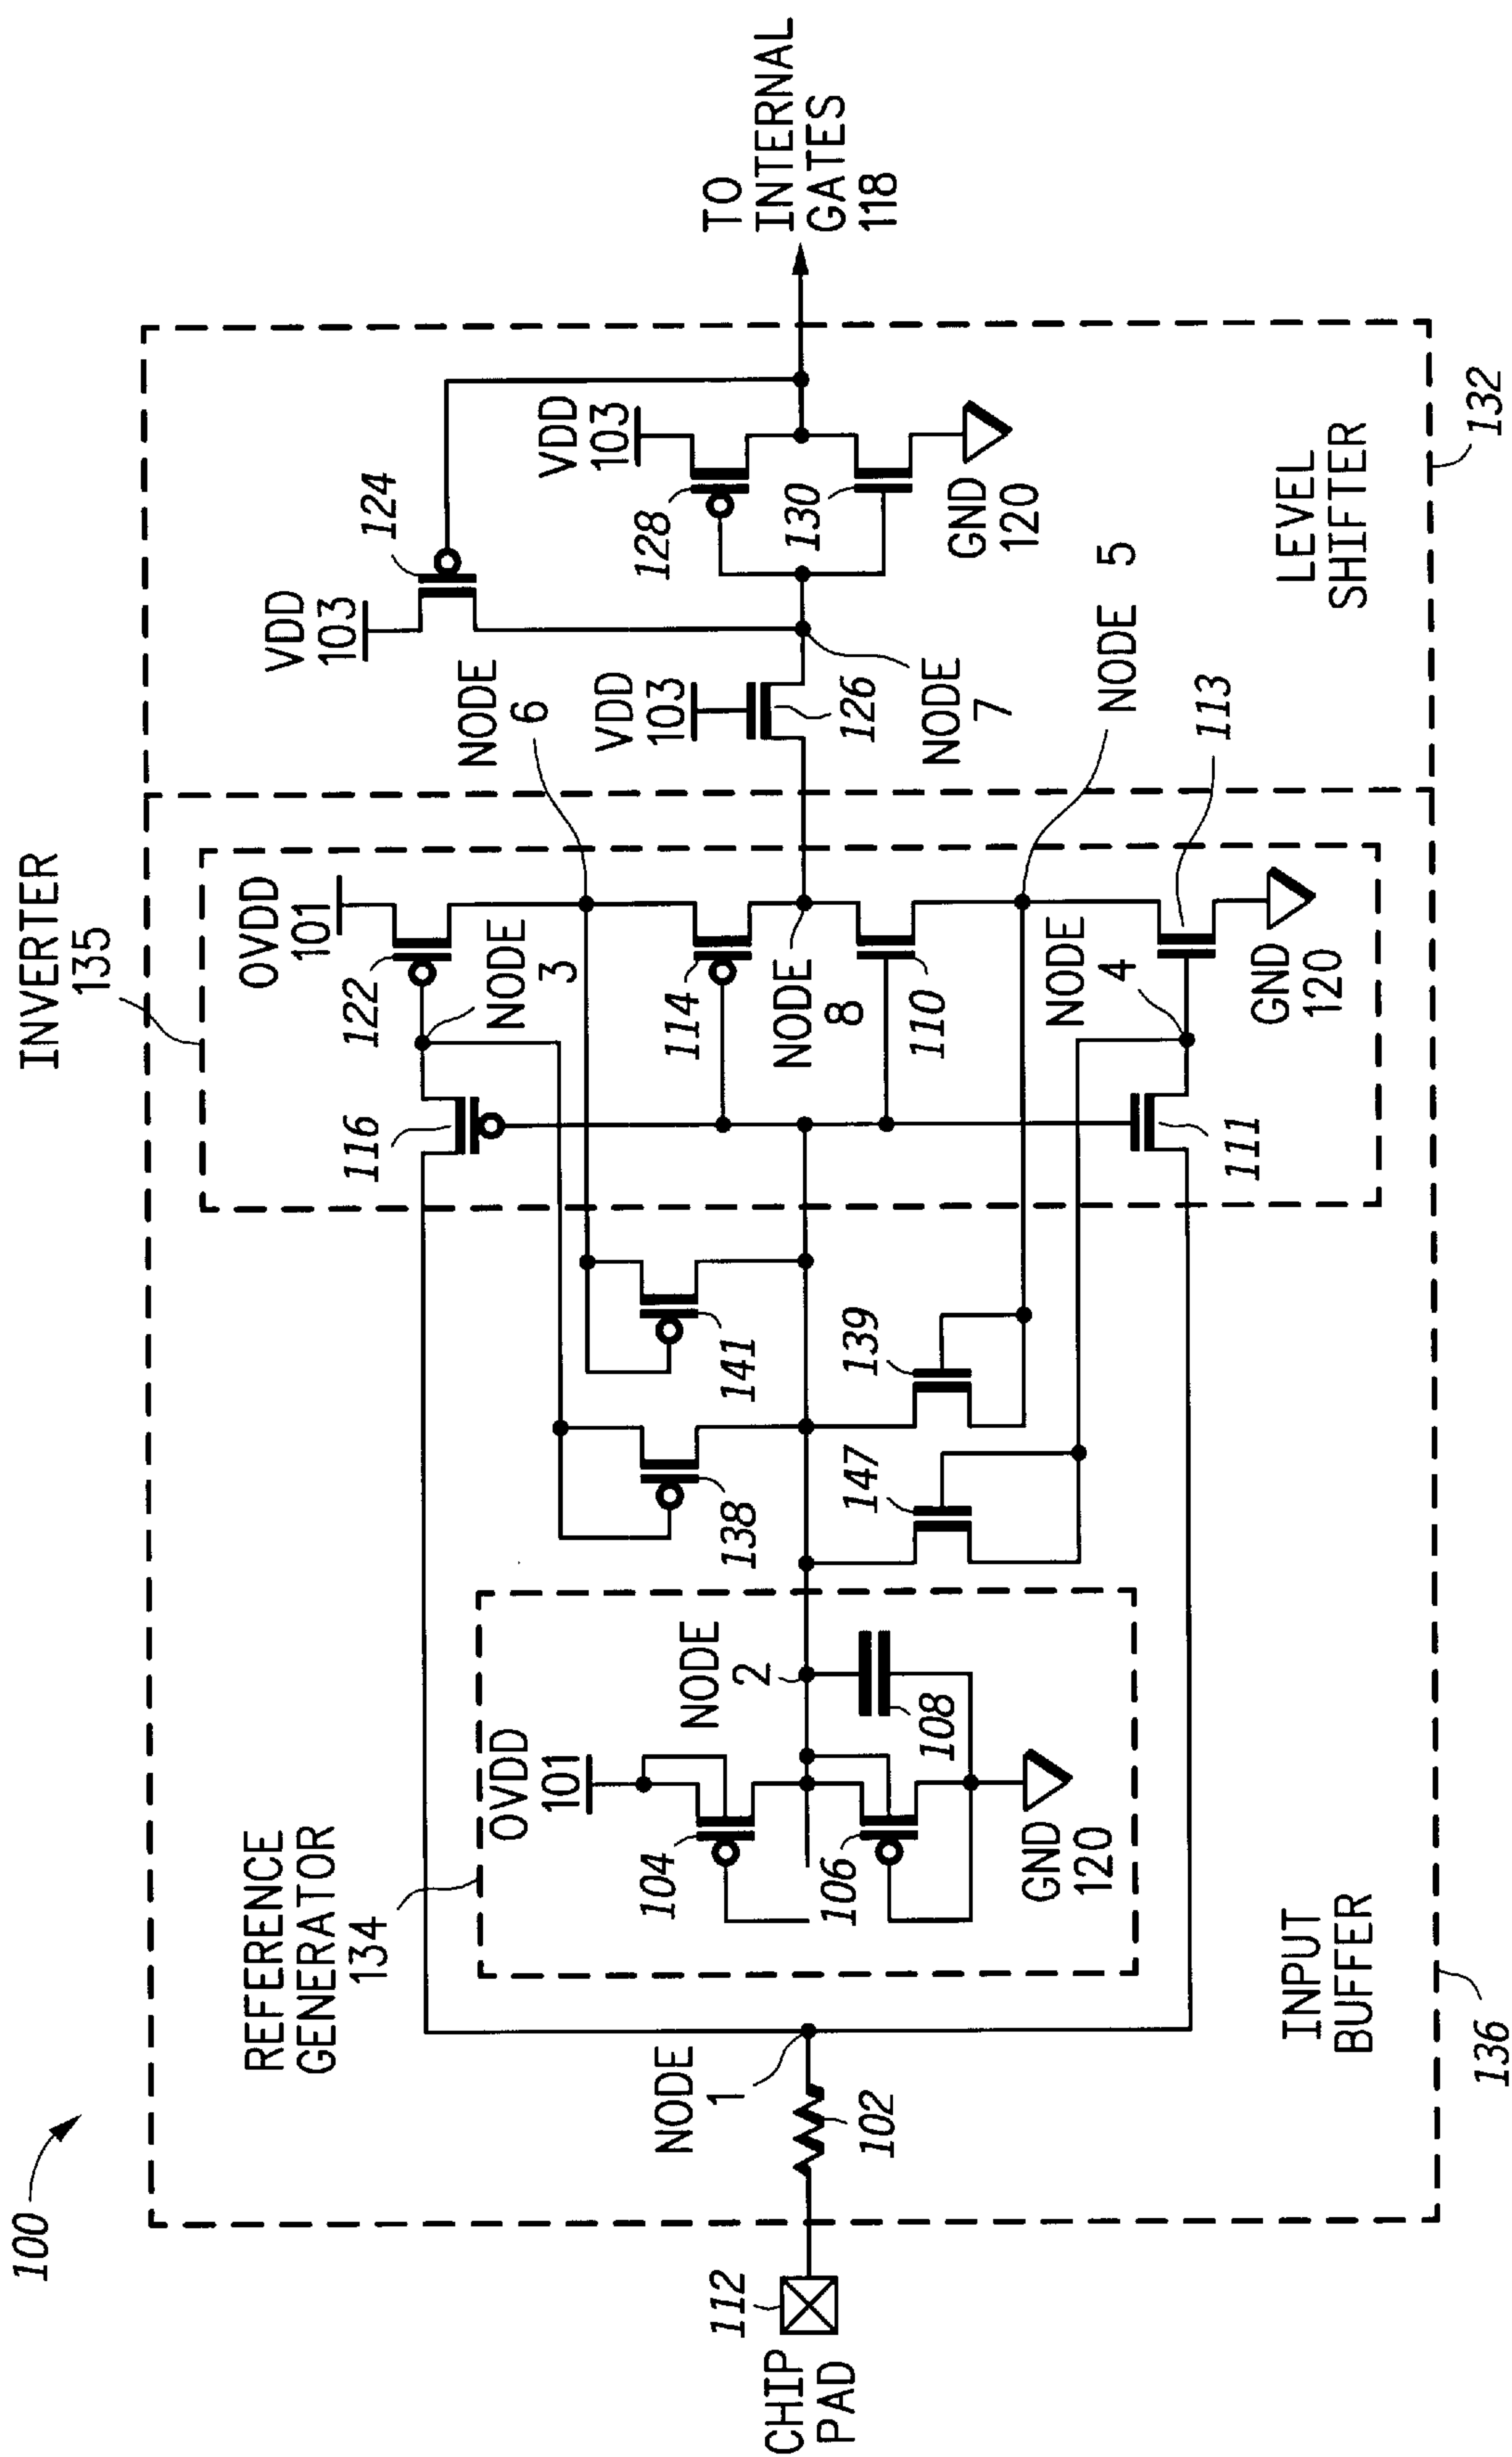 100
CHIP
PAD
112
102
NODE
1
INPUT
BUFFER
136
REFERENCE
GENERATOR
134
OVDD
101
104
106
GND
120
108
NODE
2
138
141
147
139
INVERTER
135
116
111
OVDD
101
122
NODE
3
NODE
6
114
NODE
8
110
NODE
4
GND
120
113
NODE 5
VDD
103
126
NODE
7
VDD
103
124
VDD
103
128
130
GND
120
LEVEL
SHIFTER
132
TO
INTERNAL
GATES
118